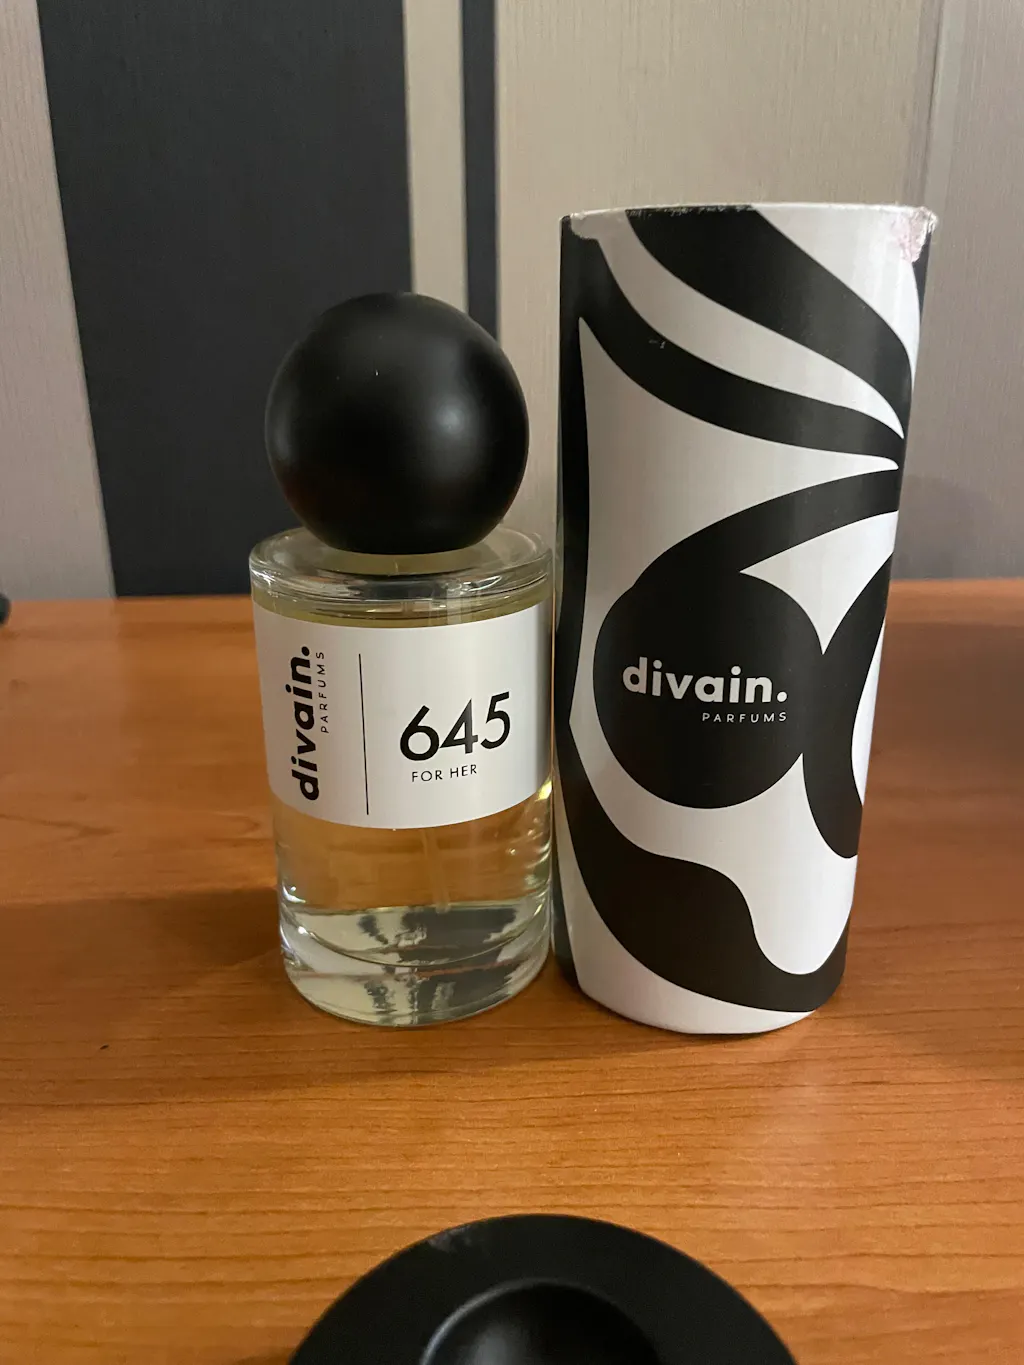 divain.
PARFUMS
645
FOR HER
divain.
PARFUMS